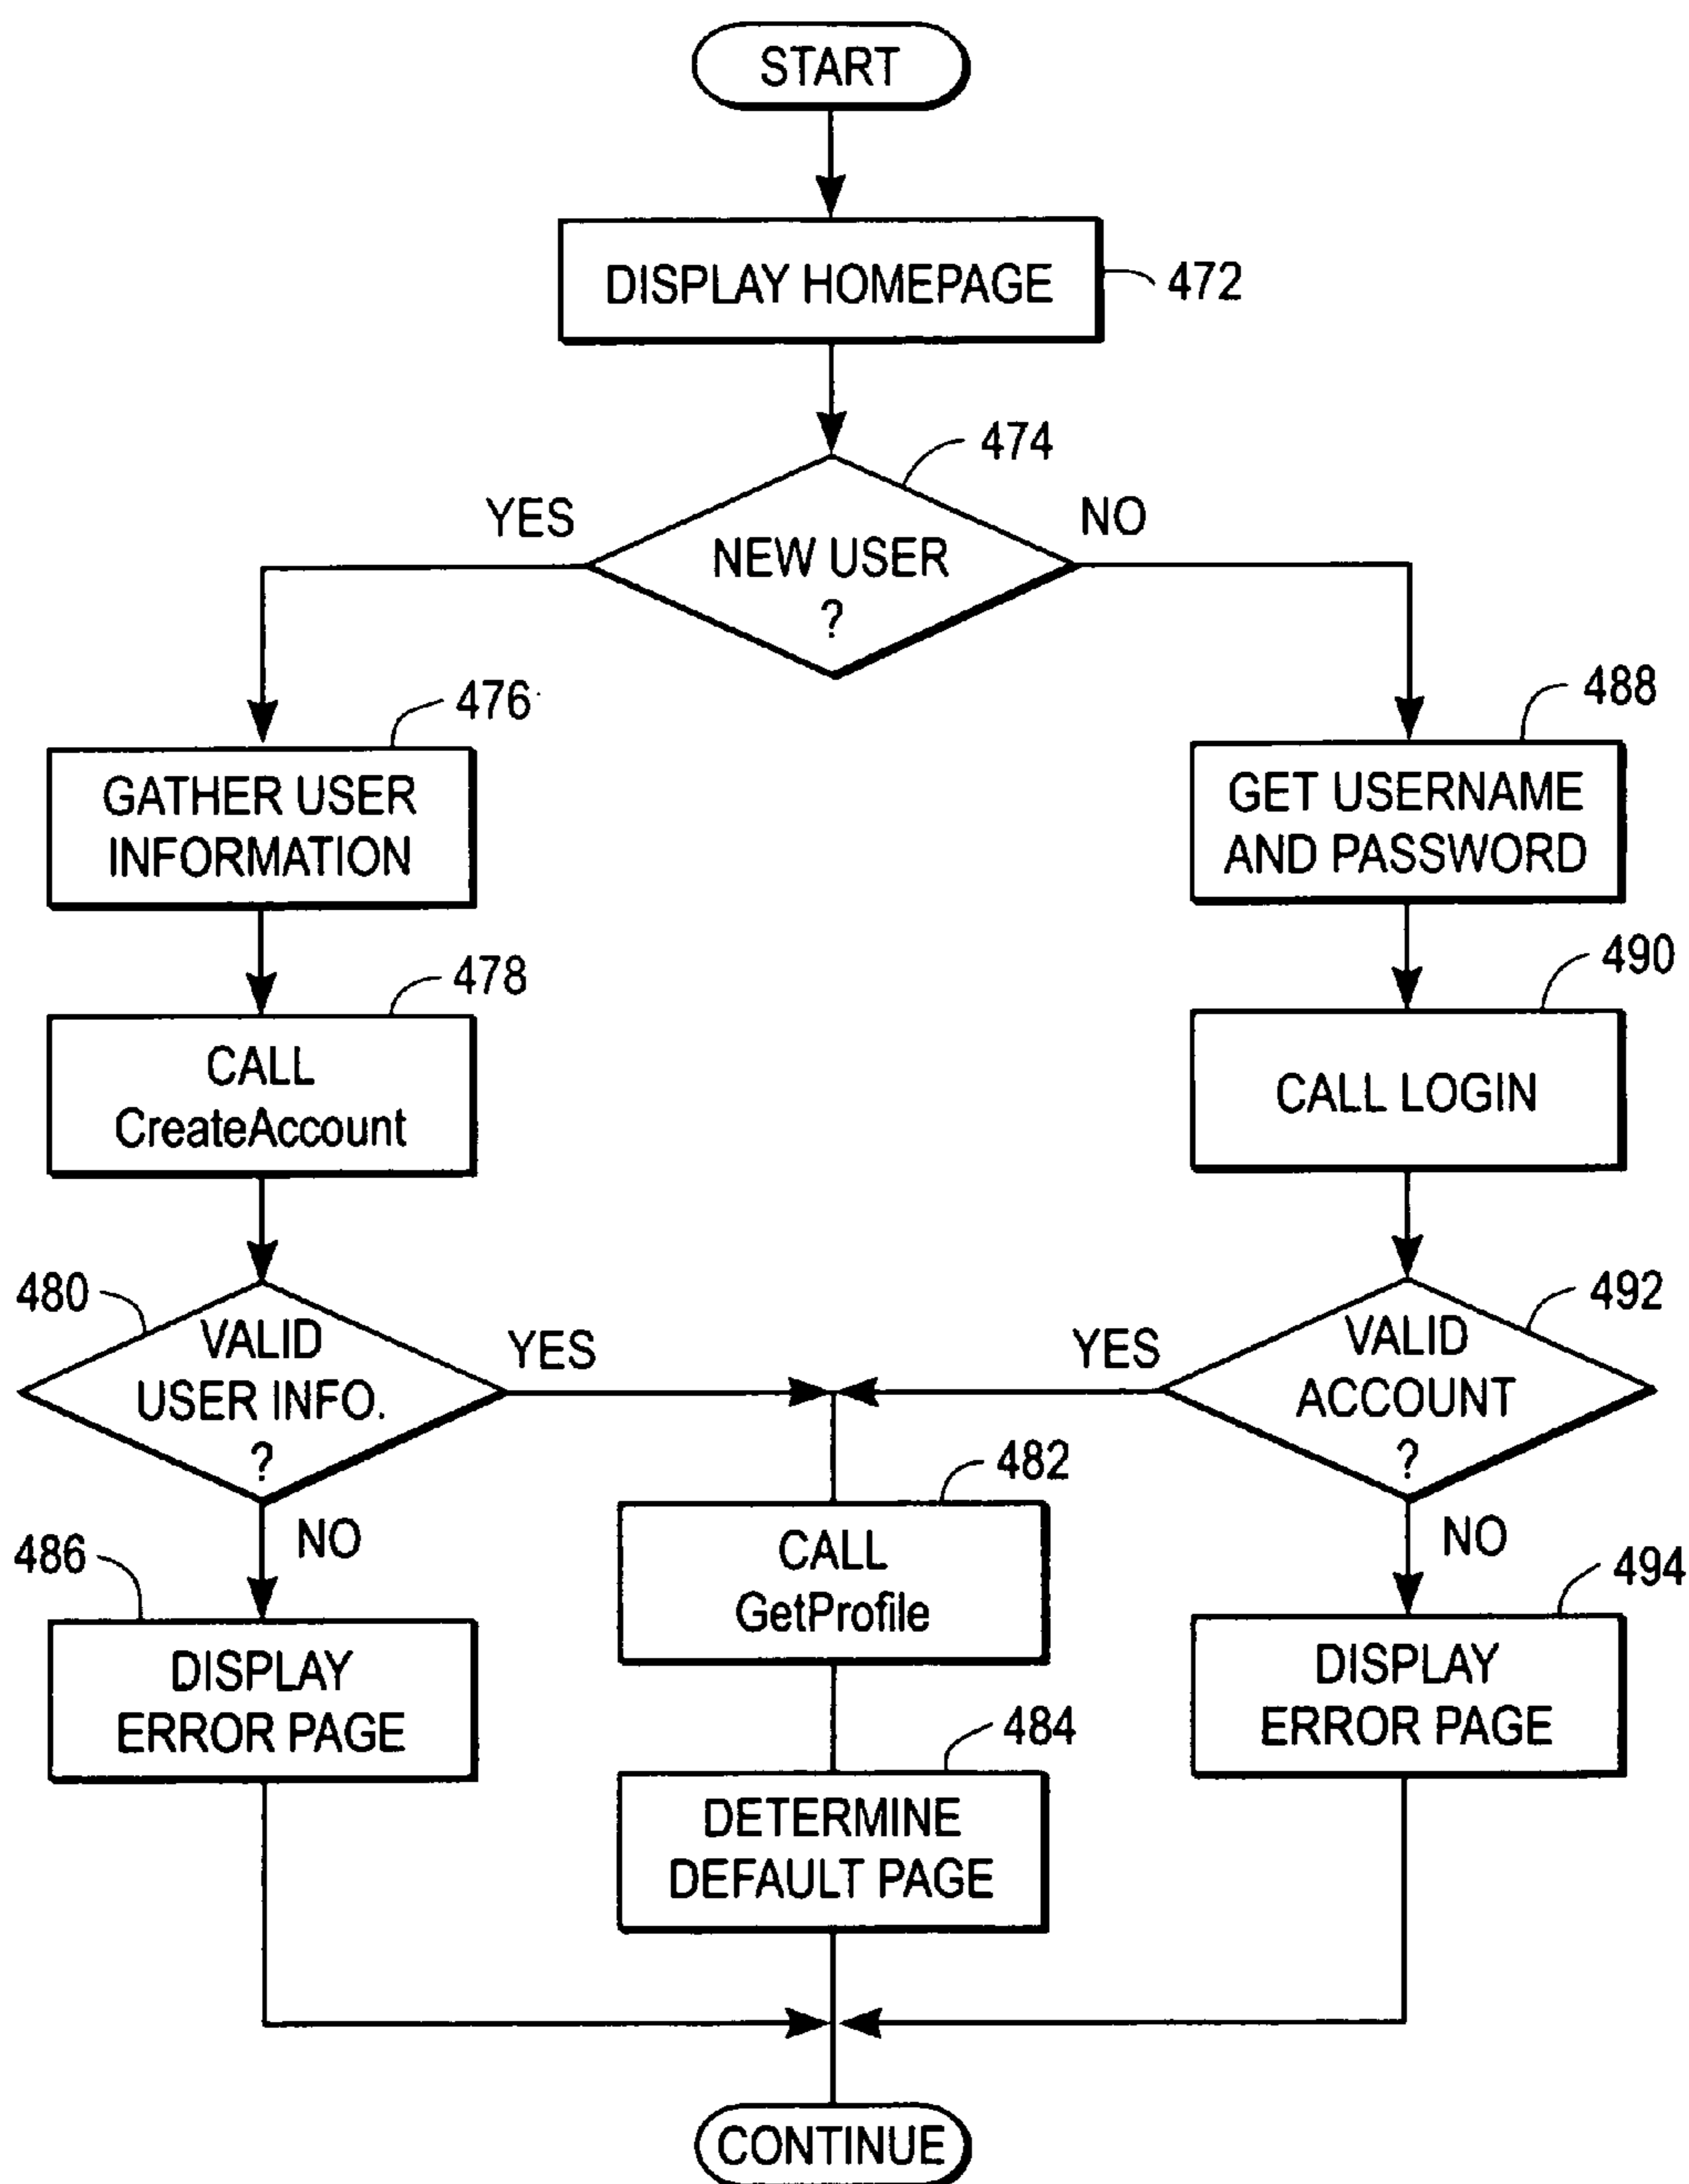 START
DISPLAY HOMEPAGE
472
474
YES
NO
NEW USER
?
476
GATHER USER
INFORMATION
488
GET USERNAME
AND PASSWORD
478
CALL
CreateAccount
490
CALL LOGIN
480
VALID
USER INFO.
?
YES
NO
492
VALID
ACCOUNT
?
YES
NO
482
CALL
GetProfile
486
DISPLAY
ERROR PAGE
494
DISPLAY
ERROR PAGE
484
DETERMINE
DEFAULT PAGE
CONTINUE